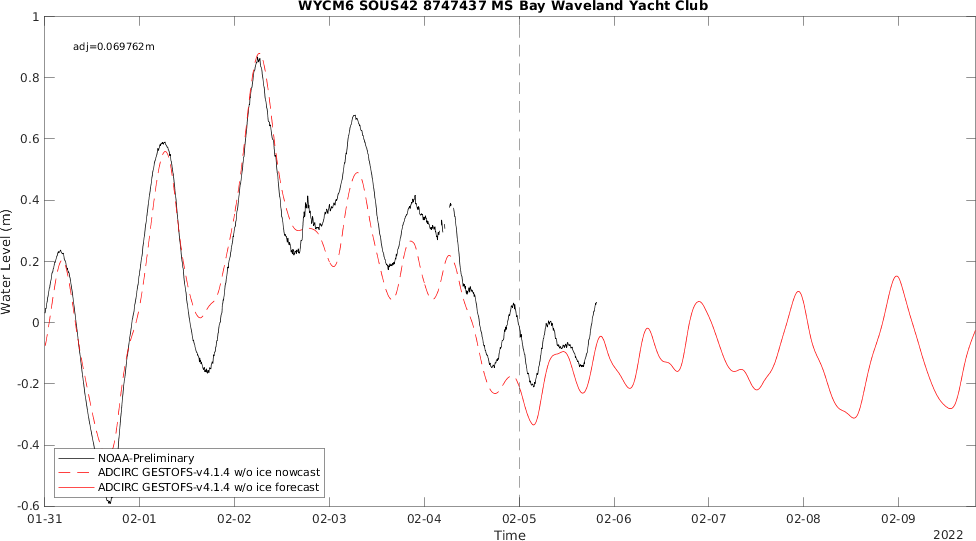 WYCM6 SOUS42 8747437 MS Bay Waveland Yacht Club
adj=0.069762m
1
0.8
0.6
0.4
0.2
0
-0.2
-0.4
-0.6
Water Level (m)
NOAA-Preliminary
ADCIRC GESTOFS-v4.1.4 w/o ice nowcast
ADCIRC GESTOFS-v4.1.4 w/o ice forecast
01-31 02-01 02-02 02-03 02-04 02-05 02-06 02-07 02-08 02-09
Time
2022